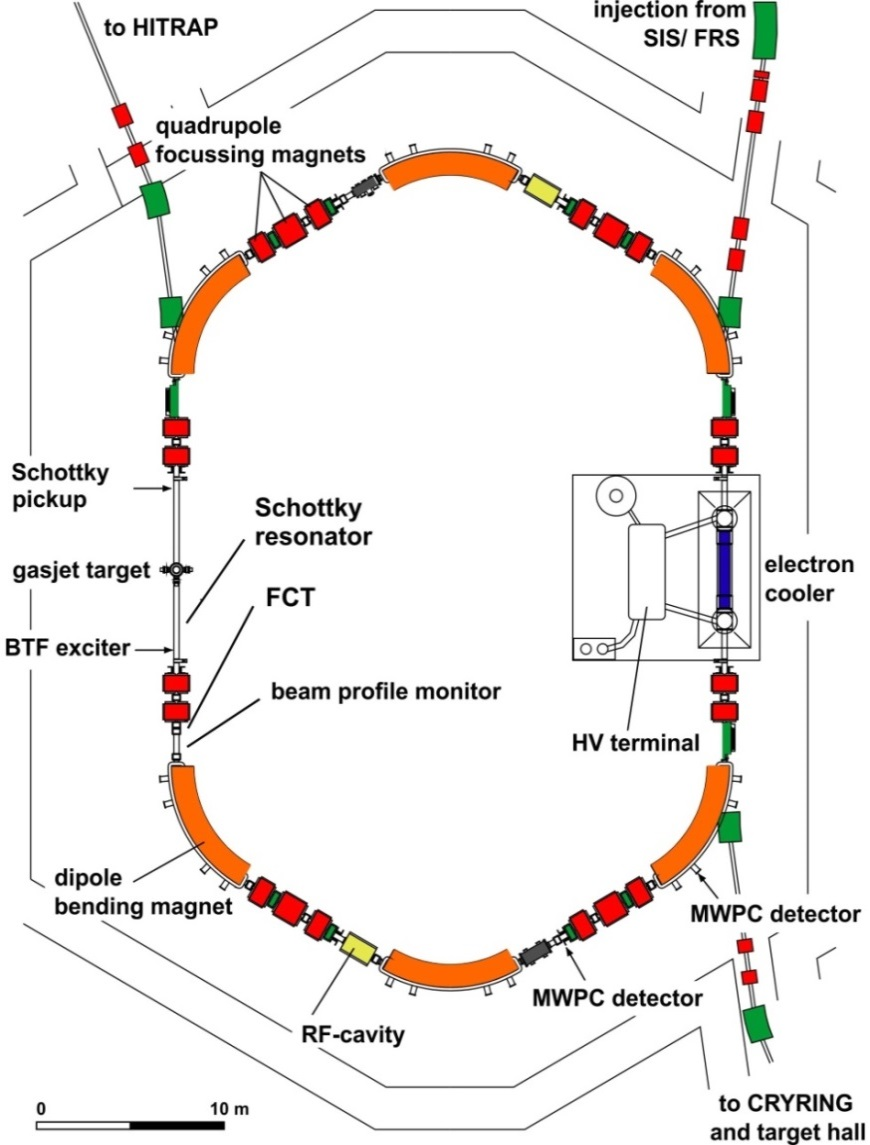 to HITRAP
injection from
SIS/ FRS
quadrupole
focussing magnets
Schottky
pickup
Schottky
resonator
gasjet target
FCT
BTF exciter
beam profile monitor
electron
cooler
HV terminal
dipole
bending magnet
MWPC detector
MWPC detector
RF-cavity
0
10 m
to CRYRING
and target hall